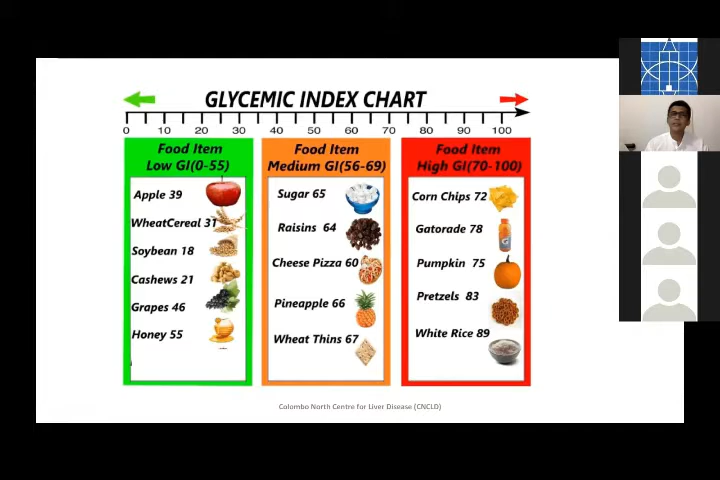 GLYCEMIC INDEX CHART
0 10 20 30 40 50 60 70 80 90 100
Food Item
Low GI(0-55)
Apple 39
WheatCereal 31
Soybean 18
Cashews 21
Grapes 46
Honey 55
Food Item
Medium GI(56-69)
Sugar 65
Raisins 64
Cheese Pizza 60
Pineapple 66
Wheat Thins 67
Food Item
High GI(70-100)
Corn Chips 72
Gatorade 78
Pumpkin 75
Pretzels 83
White Rice 89
Colombo North Centre for Liver Disease (CNCLD)